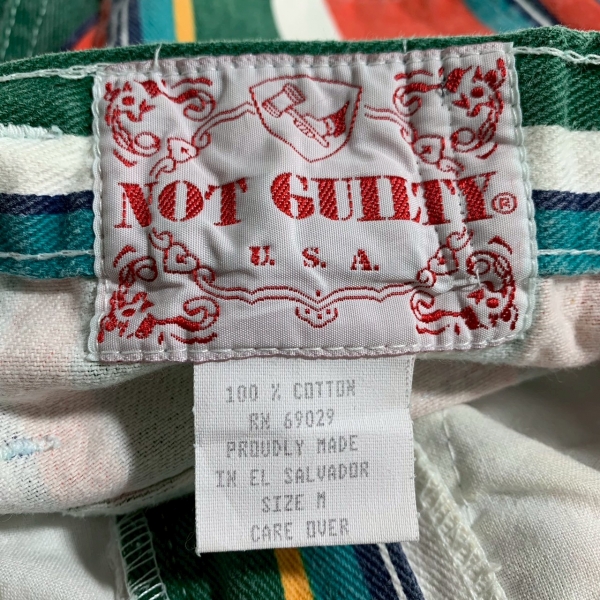 NOT GUILTY®
U. S. A.
100 % COTTON
RN 69029
PROUDLY MADE
IN EL SALVADOR
SIZE M
CARE OVER